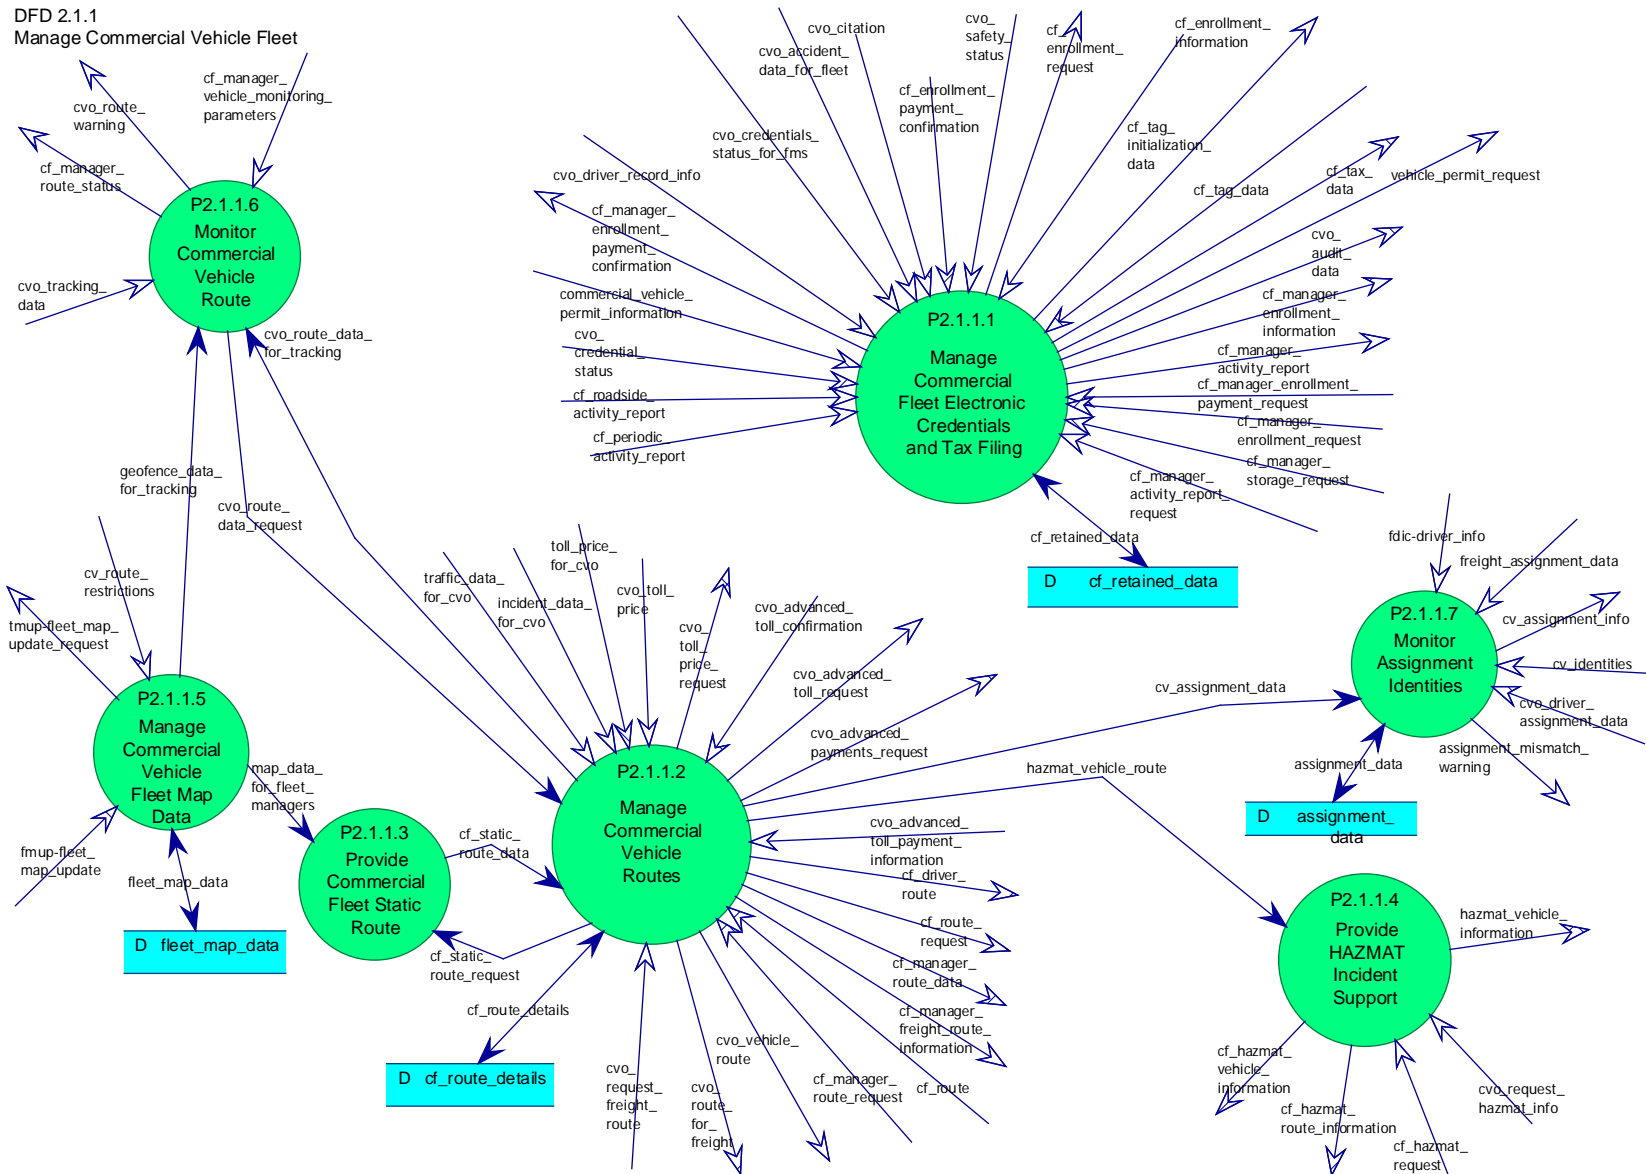 DFD 2.1.1
Manage Commercial Vehicle Fleet
cvo_route_
warning
cf_manager_
vehicle_monitoring_
parameters
cf_manager_
route_status
P2.1.1.6
Monitor
Commercial
Vehicle
Route
cvo_tracking_
data
cvo_route_data_
for_tracking
geofence_data_
for_tracking
cvo_route_
data_request
cv_route_
restrictions
tmup-fleet_map_
update_request
P2.1.1.5
Manage
Commercial
Vehicle
Fleet Map
Data
map_data_
for_fleet_
managers
fmup-fleet_
map_update
fleet_map_data
D fleet_map_data
P2.1.1.3
Provide
Commercial
Fleet Static
Route
cf_static_
route_data
cf_static_
route_request
cf_route_details
D cf_route_details
cvo_citation
cvo_accident_
data_for_fleet
cvo_
safety_
status
cf_
enrollment_
request
cf_enrollment_
information
cf_enrollment_
payment_
confirmation
cvo_credentials_
status_for_fms
cf_tag_
initialization_
data
cvo_driver_record_info
cf_tag_data
cf_tax_
data
vehicle_permit_request
cf_manager_
enrollment_
payment_
confirmation
cvo_
audit_
data
commercial_vehicle_
permit_information
cf_manager_
enrollment_
information
cvo_
credential_
status
cf_manager_
activity_report
cf_roadside_
activity_report
cf_manager_enrollment_
payment_request
cf_periodic_
activity_report
cf_manager_
enrollment_request
cf_manager_
storage_request
cf_manager_
activity_report_
request
P2.1.1.1
Manage
Commercial
Fleet Electronic
Credentials
and Tax Filing
cf_retained_data
D cf_retained_data
traffic_data_
for_cvo
incident_data_
for_cvo
toll_price_
for_cvo
cvo_toll_
price
cvo_
toll_
price_
request
cvo_advanced_
toll_confirmation
cvo_advanced_
toll_request
cvo_advanced_
payments_request
P2.1.1.2
Manage
Commercial
Vehicle
Routes
cvo_advanced_
toll_payment_
information
cf_driver_
route
cf_route_
request
cf_manager_
route_data
cf_manager_
freight_route_
information
cf_route
cf_manager_
route_request
cvo_vehicle_
route
cvo_
route_
for_
freight
cvo_
request_
freight_
route
cv_assignment_data
hazmat_vehicle_route
fdic-driver_info
freight_assignment_data
P2.1.1.7
Monitor
Assignment
Identities
cv_assignment_info
cv_identities
cvo_driver_
assignment_data
assignment_mismatch_
warning
assignment_data
D assignment_
data
P2.1.1.4
Provide
HAZMAT
Incident
Support
hazmat_vehicle_
information
cf_hazmat_
vehicle_
information
cf_hazmat_
route_information
cf_hazmat_
request
cvo_request_
hazmat_info